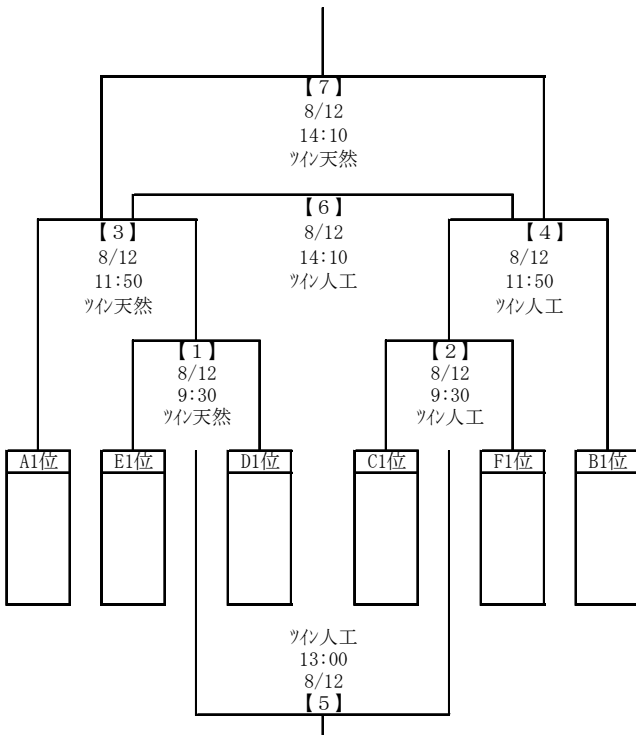 【7】
8/12
14:10
ﾂｲﾝ天然
【6】
8/12
14:10
ﾂｲﾝ人工
【3】
8/12
11:50
ﾂｲﾝ天然
【4】
8/12
11:50
ﾂｲﾝ人工
【1】
8/12
9:30
ﾂｲﾝ天然
【2】
8/12
9:30
ﾂｲﾝ人工
A1位
E1位
D1位
C1位
F1位
B1位
ﾂｲﾝ人工
13:00
8/12
【5】